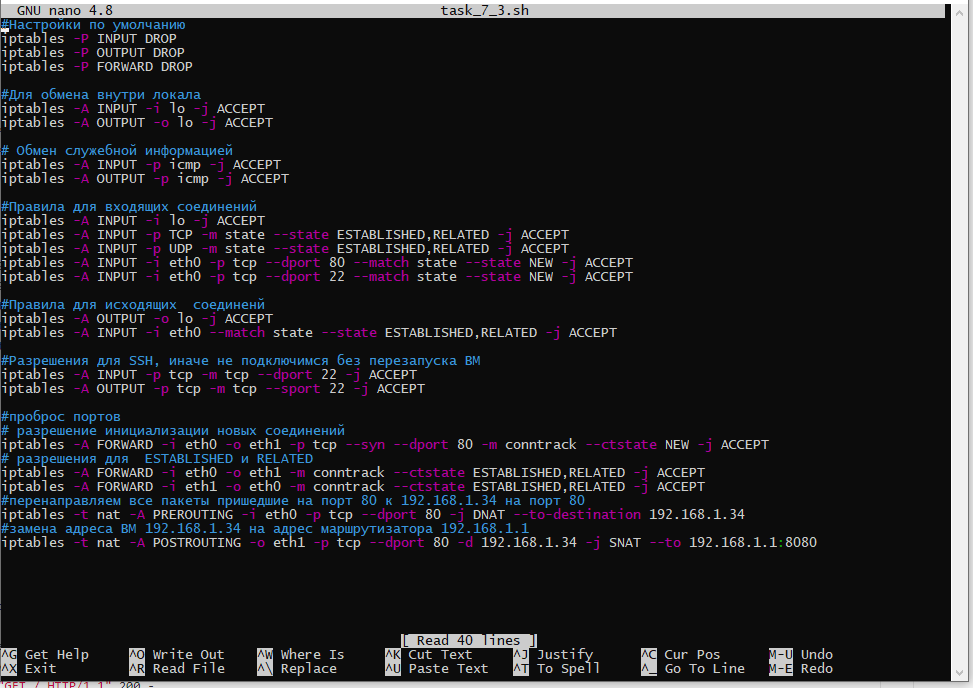 GNU nano 4.8 task_7_3.sh
#Настройки по умолчанию
iptables -P INPUT DROP
iptables -P OUTPUT DROP
iptables -P FORWARD DROP
#Для обмена внутри локала
iptables -A INPUT -i lo -j ACCEPT
iptables -A OUTPUT -o lo -j ACCEPT
# Обмен служебной информацией
iptables -A INPUT -p icmp -j ACCEPT
iptables -A OUTPUT -p icmp -j ACCEPT
#Правила для входящих соединений
iptables -A INPUT -i lo -j ACCEPT
iptables -A INPUT -p TCP -m state --state ESTABLISHED,RELATED -j ACCEPT
iptables -A INPUT -p UDP -m state --state ESTABLISHED,RELATED -j ACCEPT
iptables -A INPUT -i eth0 -p tcp --dport 80 --match state --state NEW -j ACCEPT
iptables -A INPUT -i eth0 -p tcp --dport 22 --match state --state NEW -j ACCEPT
#Правила для исходящих  соединенй
iptables -A OUTPUT -o lo -j ACCEPT
iptables -A INPUT -i eth0 --match state --state ESTABLISHED,RELATED -j ACCEPT
#Разрешения для SSH, иначе не подключимся без перезапуска ВМ
iptables -A INPUT -p tcp -m tcp --dport 22 -j ACCEPT
iptables -A OUTPUT -p tcp -m tcp --sport 22 -j ACCEPT
#проброс портов
# разрешение инициализации новых соединений
iptables -A FORWARD -i eth0 -o eth1 -p tcp --syn --dport 80 -m conntrack --ctstate NEW -j ACCEPT
# разрешения для  ESTABLISHED и RELATED
iptables -A FORWARD -i eth0 -o eth1 -m conntrack --ctstate ESTABLISHED,RELATED -j ACCEPT
iptables -A FORWARD -i eth1 -o eth0 -m conntrack --ctstate ESTABLISHED,RELATED -j ACCEPT
#перенаправляем все пакеты пришедшие на порт 80 к 192.168.1.34 на порт 80
iptables -t nat -A PREROUTING -i eth0 -p tcp --dport 80 -j DNAT --to-destination 192.168.1.34
#замена адреса ВМ 192.168.1.34 на адрес маршрутизатора 192.168.1.1
iptables -t nat -A POSTROUTING -o eth1 -p tcp --dport 80 -d 192.168.1.34 -j SNAT --to 192.168.1.1:8080
[ Read 40 lines ]
^G Get Help ^O Write Out ^W Where Is ^K Cut Text ^J Justify ^C Cur Pos M-U Undo
^X Exit ^R Read File ^\ Replace ^U Paste Text ^T To Spell ^_ Go To Line M-E Redo
"GET / HTTP/1.1" 200 -